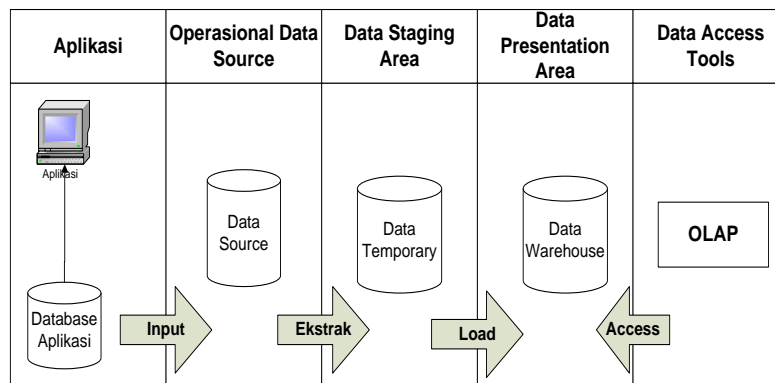 Aplikasi
Operasional Data
Source
Data Staging
Area
Data
Presentation
Area
Data Access
Tools
Aplikasi
Data
Source
Data
Temporary
Data
Warehouse
OLAP
Database
Aplikasi
Input
Ekstrak
Load
Access